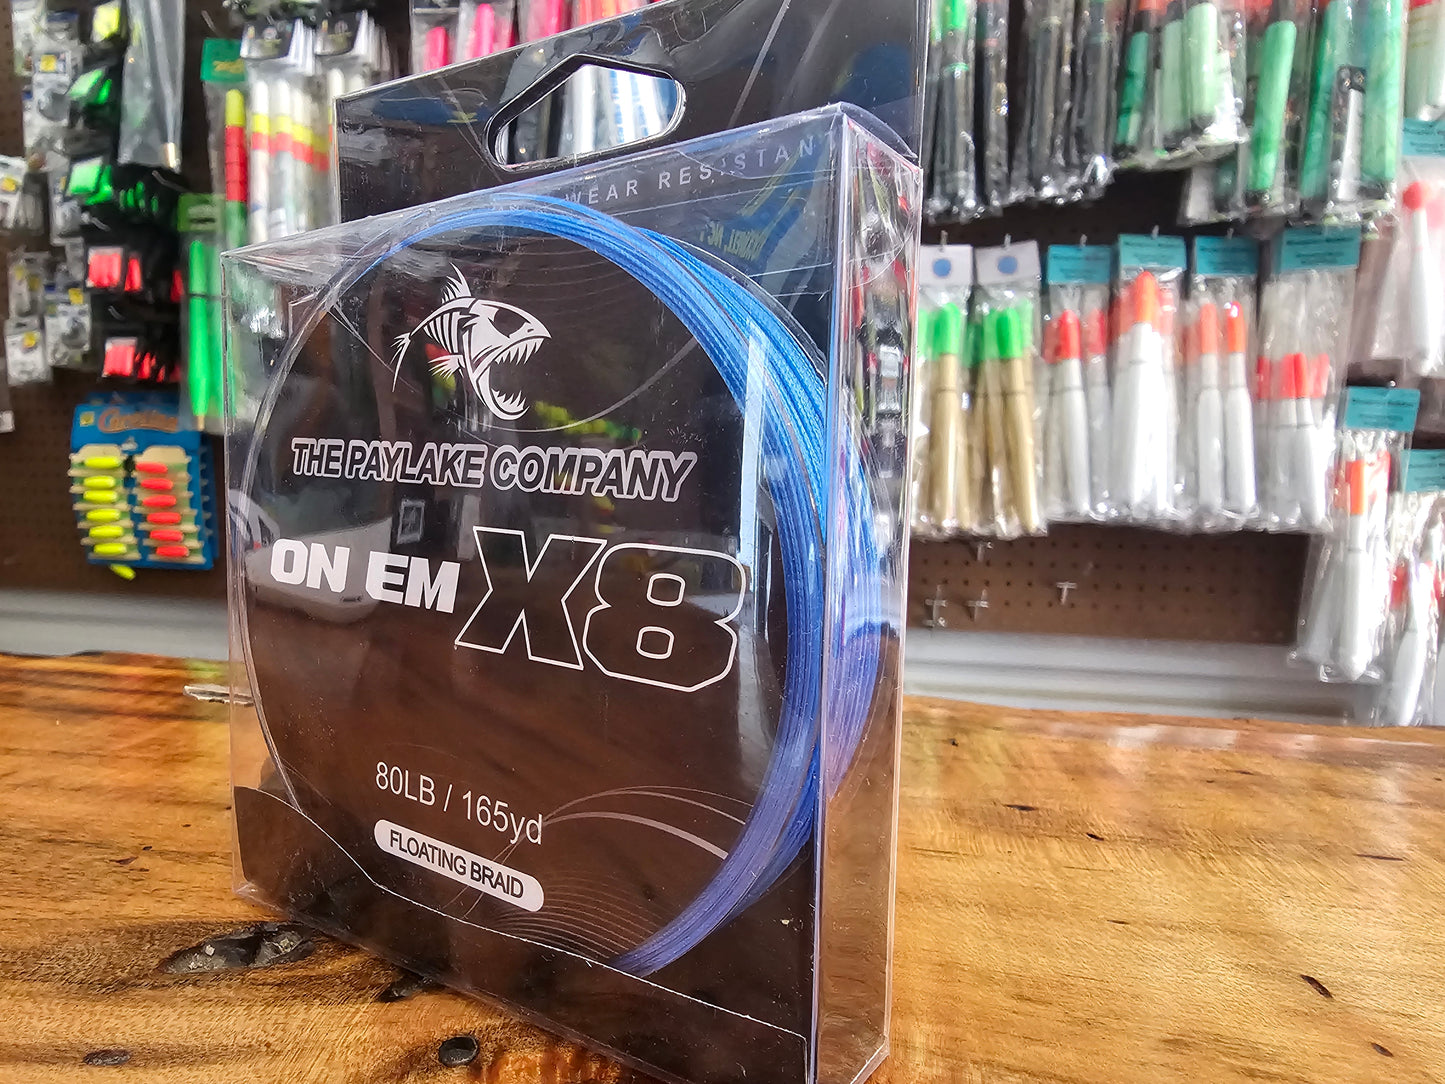 WEAR RESISTAN
THE PAYLAKE COMPANY
ON EM X8
80LB / 165yd
FLOATING BRAID